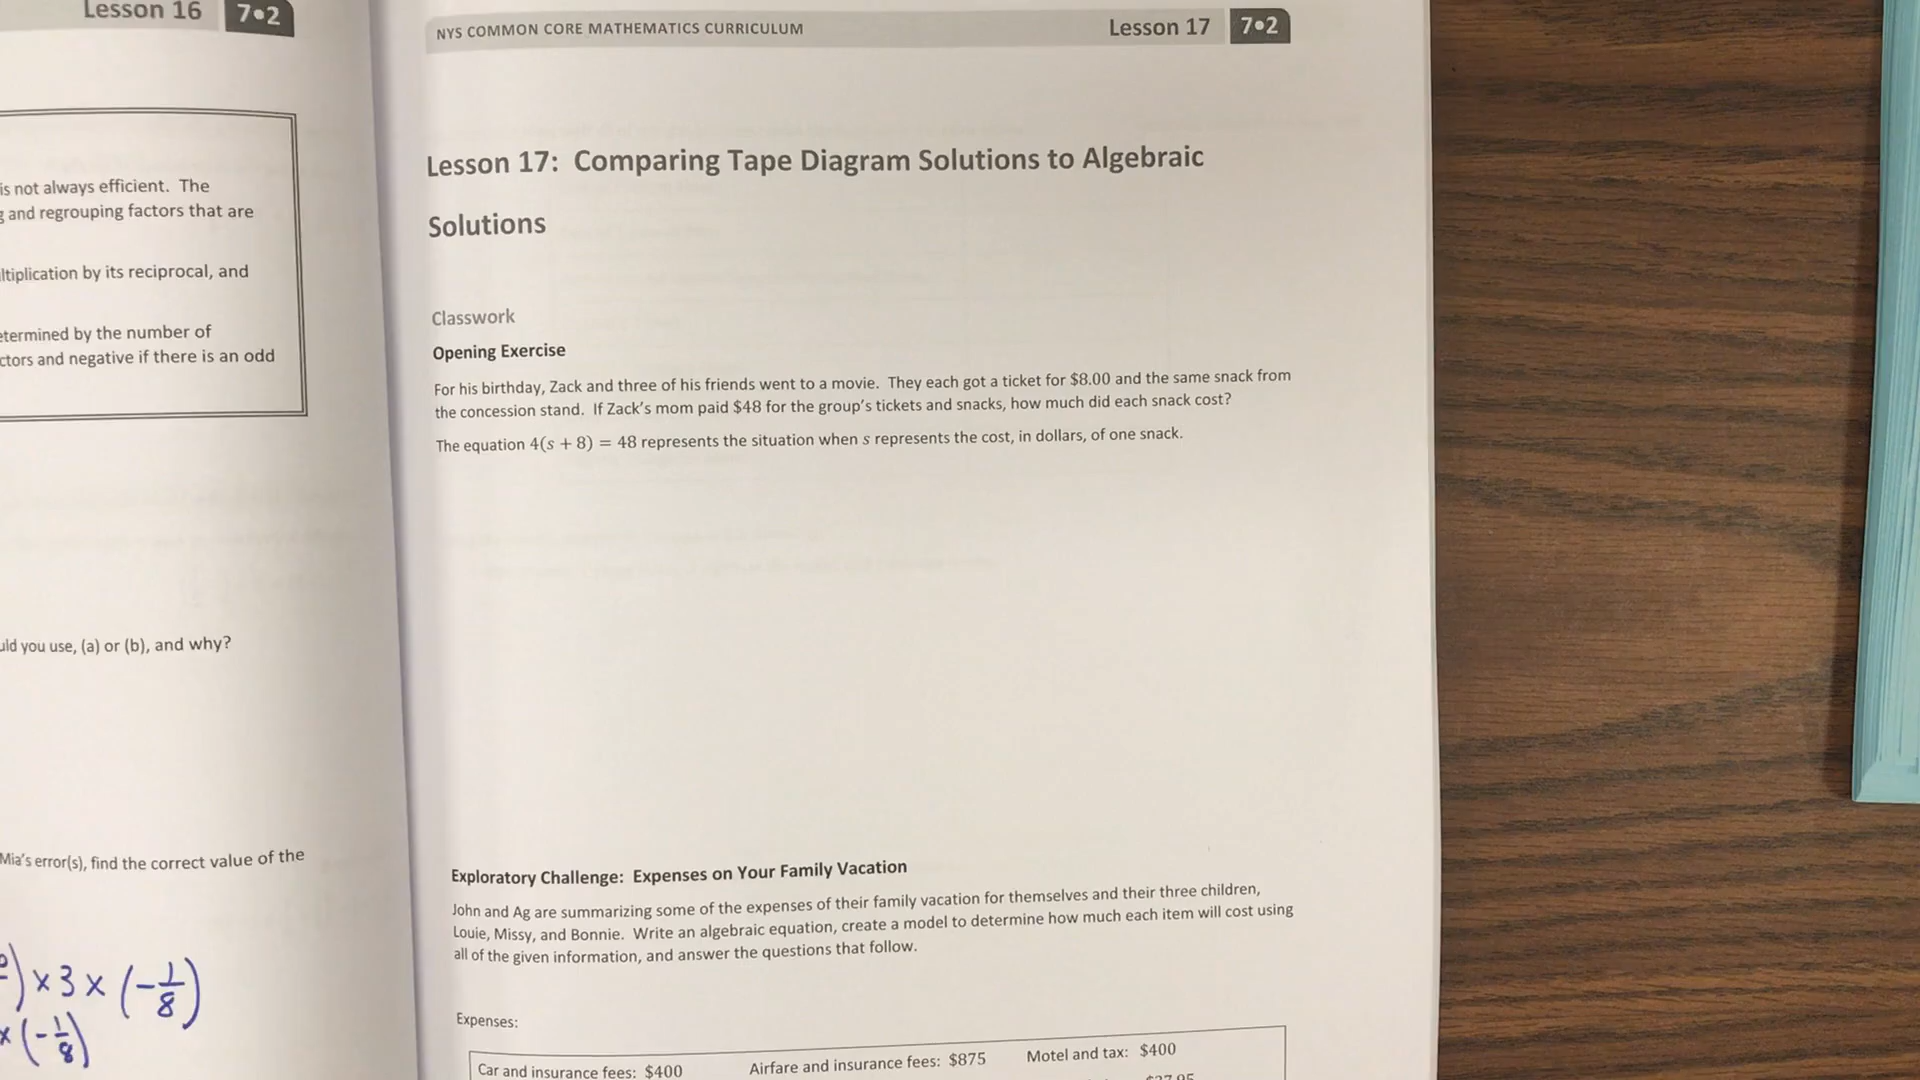 Lesson 16 7•2
is not always efficient. The
and regrouping factors that are
by its reciprocal, and
by the number of
and negative if there is an odd
you use, (a) or (b), and why?
Mia's error(s), find the correct value of the
) × 3 × (-1/8)
× (-1/8)
NYS COMMON CORE MATHEMATICS CURRICULUM Lesson 17 7•2
Lesson 17: Comparing Tape Diagram Solutions to Algebraic
Solutions
Classwork
Opening Exercise
For his birthday, Zack and three of his friends went to a movie. They each got a ticket for $8.00 and the same snack from
the concession stand. If Zack's mom paid $48 for the group's tickets and snacks, how much did each snack cost?
The equation 4(s + 8) = 48 represents the situation when s represents the cost, in dollars, of one snack.
Exploratory Challenge: Expenses on Your Family Vacation
John and Ag are summarizing some of the expenses of their family vacation for themselves and their three children,
Louie, Missy, and Bonnie. Write an algebraic equation, create a model to determine how much each item will cost using
all of the given information, and answer the questions that follow.
Expenses:
Car and insurance fees: $400 Airfare and insurance fees: $875 Motel and tax: $400